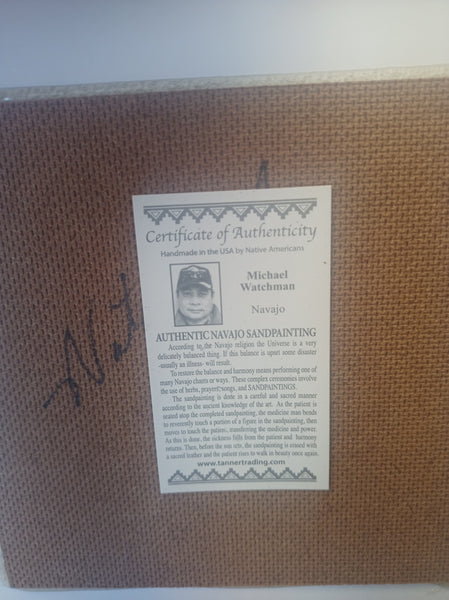 Certificate of Authenticity
Handmade in the USA by Native Americans
Michael
Watchman
Navajo
AUTHENTIC NAVAJO SANDPAINTING
According to the Navajo religion the Universe is a very
delicately balanced thing. If this balance is upset some disaster
-usually an illness- will result.
To restore the balance and harmony means performing one of
many Navajo chants or ways. These complex ceremonies involve
the use of herbs, prayers, songs, and SANDPAINTINGS.
The sandpainting is done in a careful and sacred manner
according to the ancient knowledge of the art. As the patient is
seated atop the completed sandpainting, the medicine man bends
to reverently touch a portion of a figure in the sandpainting, then
moves to touch the patient, transferring the medicine and power.
As this is done, the sickness falls from the patient and harmony
returns. Then, before the sun sets, the sandpainting is erased with
a sacred feather and the patient rises to walk in beauty once again.
www.tannertrading.com